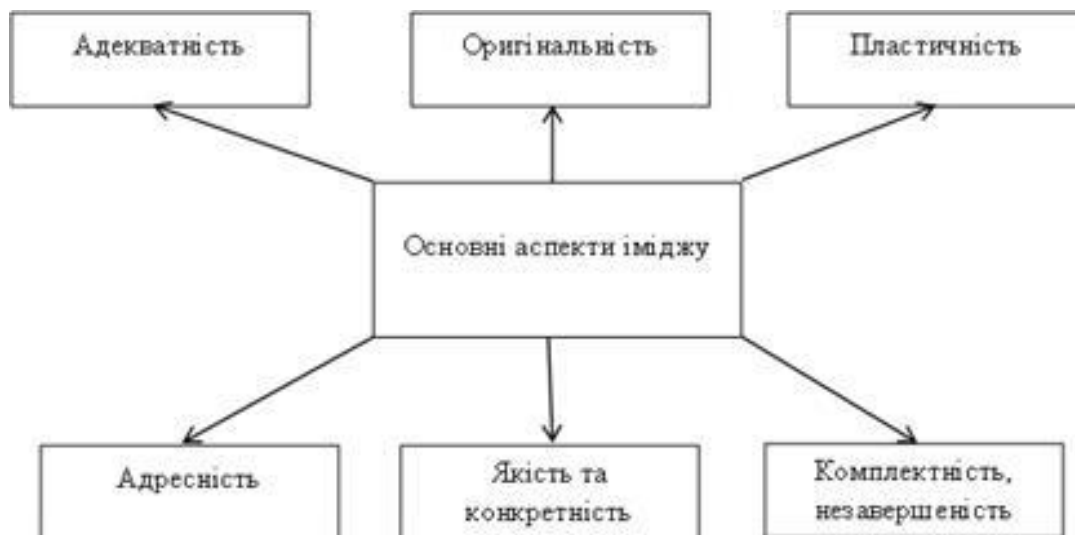 Адекватність
Оригінальність
Пластичність
Основні аспекти іміджу
Адресність
Якість та
конкретність
Комплектність,
незавершеність